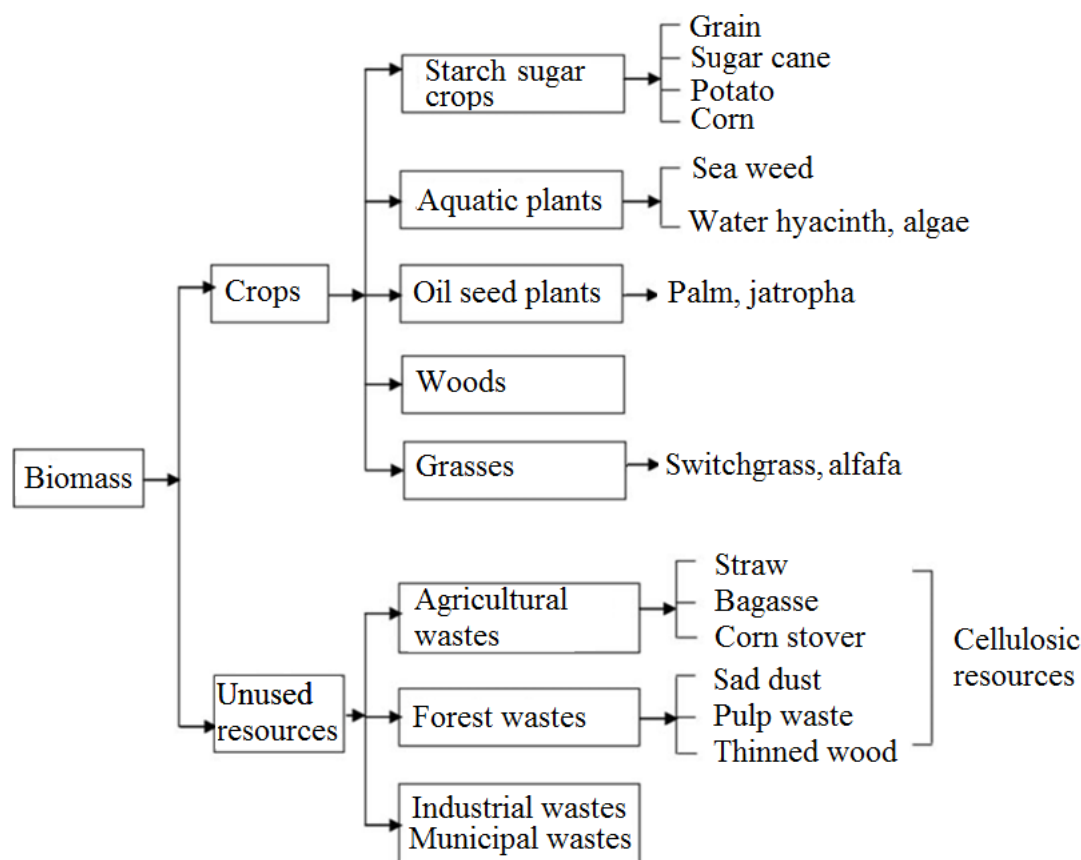 Grain
Sugar cane
Potato
Corn
Starch sugar
crops
Sea weed
Water hyacinth, algae
Aquatic plants
Crops
Oil seed plants
Palm, jatropha
Woods
Biomass
Grasses
Switchgrass, alfafa
Straw
Bagasse
Corn stover
Agricultural
wastes
Cellulosic
resources
Unused
resources
Forest wastes
Sad dust
Pulp waste
Thinned wood
Industrial wastes
Municipal wastes